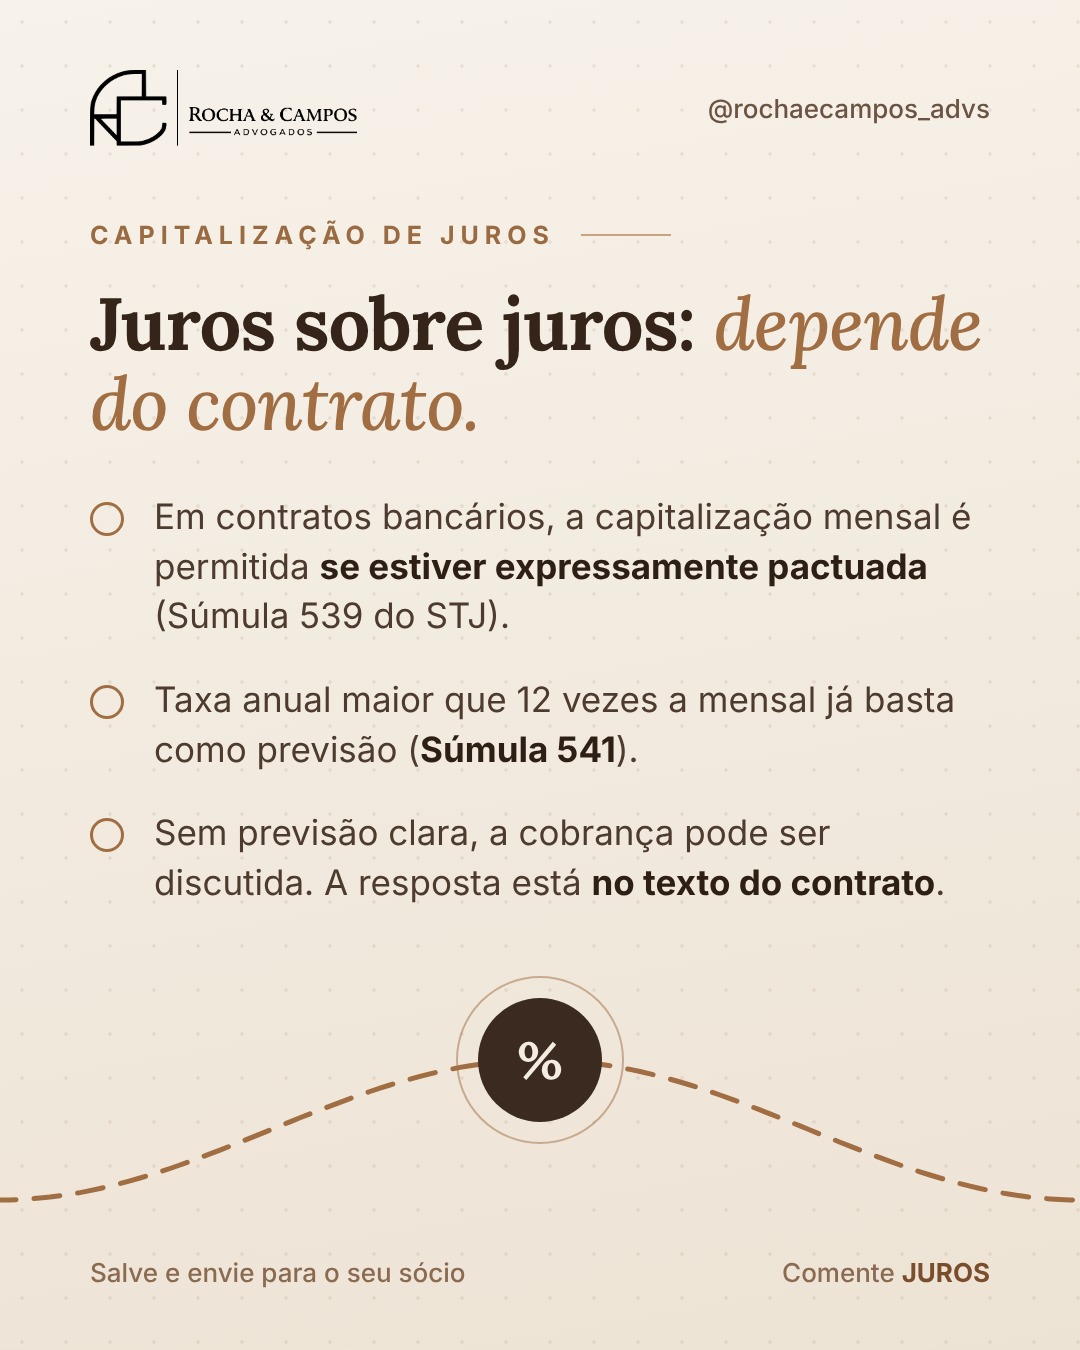 ROCHA & CAMPOS
ADVOGADOS
@rochaecampos_advs
CAPITALIZAÇÃO DE JUROS
Juros sobre juros: depende
do contrato.
Em contratos bancários, a capitalização mensal é
permitida se estiver expressamente pactuada
(Súmula 539 do STJ).
Taxa anual maior que 12 vezes a mensal já basta
como previsão (Súmula 541).
Sem previsão clara, a cobrança pode ser
discutida. A resposta está no texto do contrato.
%
Salve e envie para o seu sócio
Comente JUROS